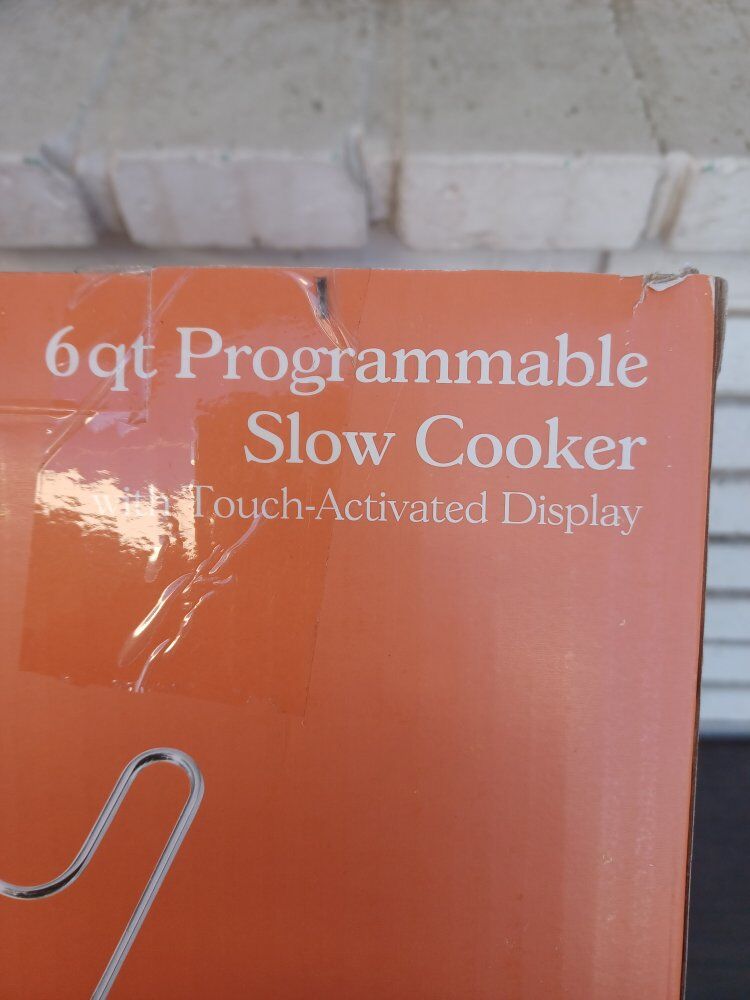 6qt Programmable
Slow Cooker
with Touch-Activated Display